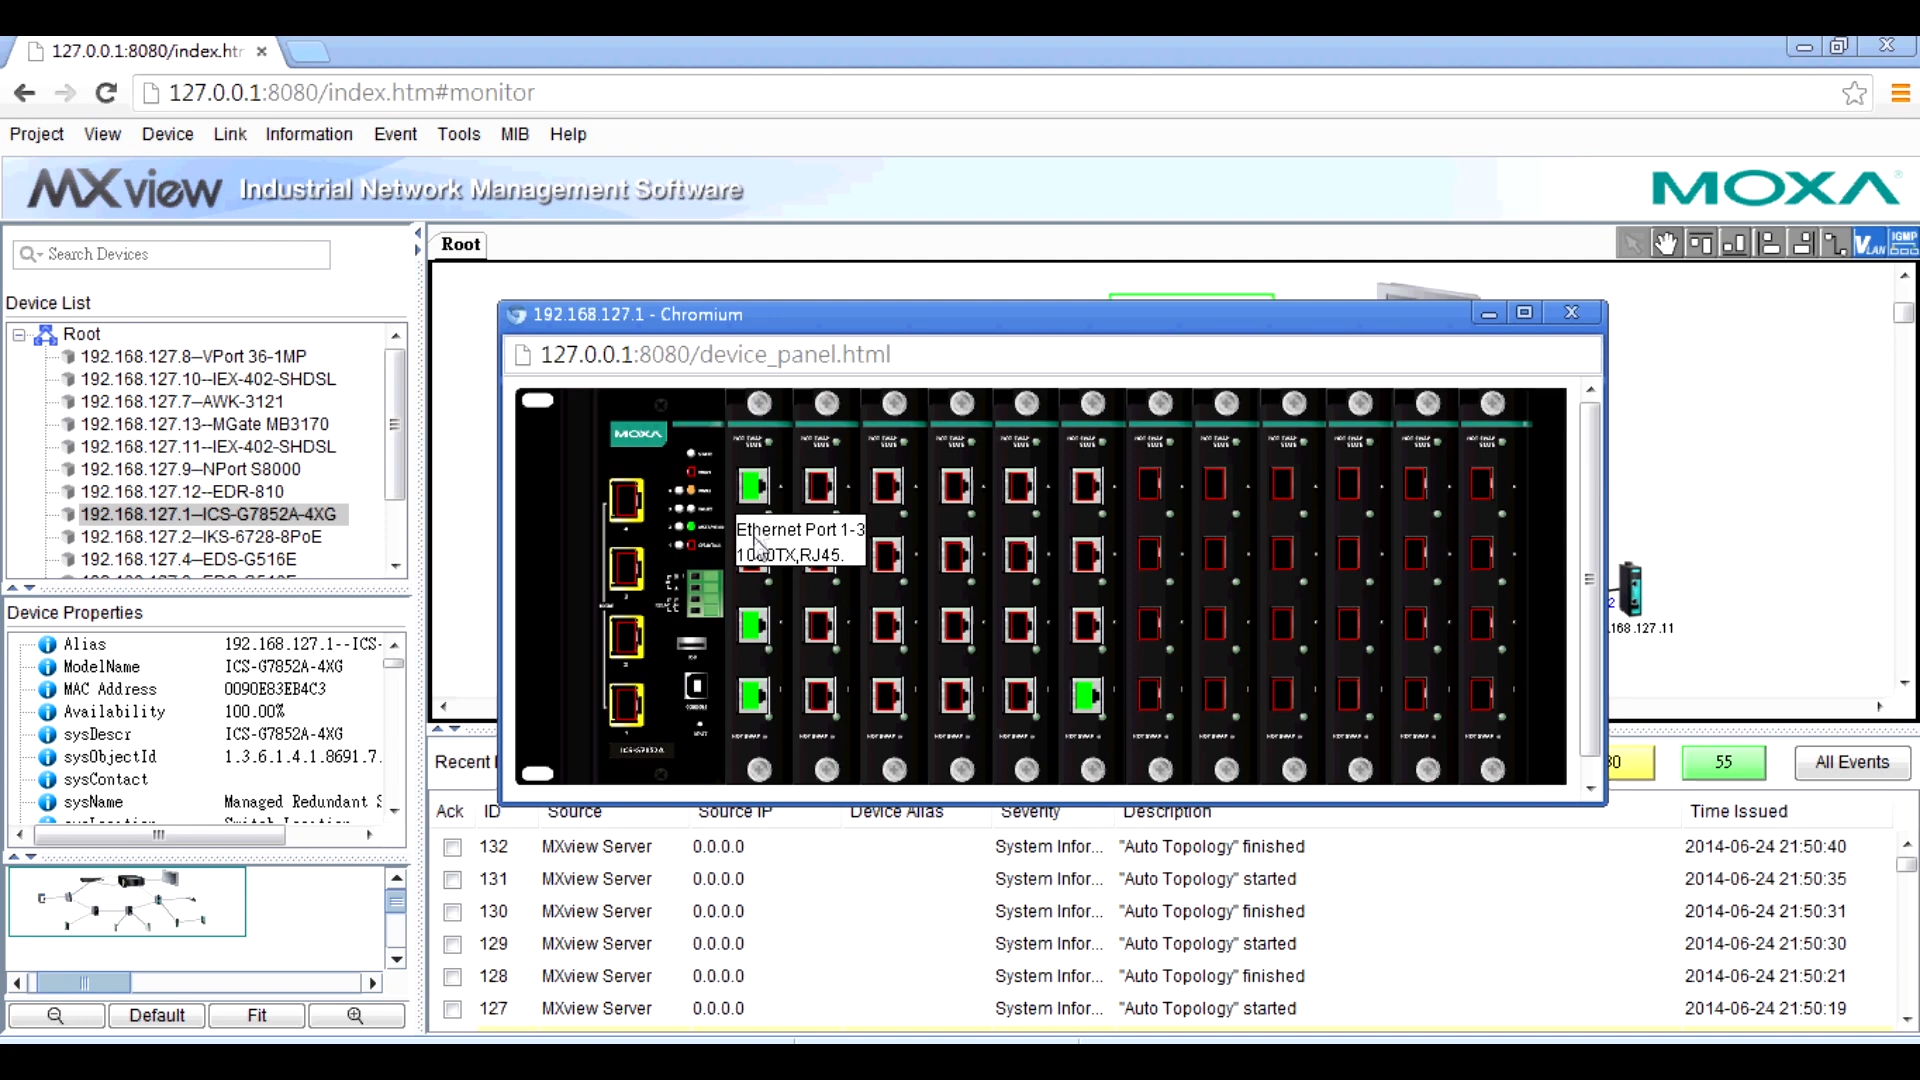 127.0.0.1:8080/index.htr
127.0.0.1:8080/index.htm#monitor
Project View Device Link Information Event Tools MIB Help
MXview Industrial Network Management Software
MOXA
Search Devices
Root
VLAN
IGMP
Device List
Root
192.168.127.8--VPort 36-1MP
192.168.127.10--IEX-402-SHDSL
192.168.127.7--AWK-3121
192.168.127.13--MGate MB3170
192.168.127.11--IEX-402-SHDSL
192.168.127.9--NPort S8000
192.168.127.12--EDR-810
192.168.127.1--ICS-G7852A-4XG
192.168.127.2--IKS-6728-8PoE
192.168.127.4--EDS-G516E
Device Properties
Alias 192.168.127.1--ICS-
ModelName ICS-G7852A-4XG
MAC Address 0090E83EB4C3
Availability 100.00%
sysDescr ICS-G7852A-4XG
sysObjectId 1.3.6.1.4.1.8691.7.
sysContact
sysName Managed Redundant S
Default Fit
192.168.127.1 - Chromium
127.0.0.1:8080/device_panel.html
MOXA
Ethernet Port 1-3
1000TX,RJ45.
ICS-G7852A
2
.168.127.11
Recent
30 55 All Events
Ack ID Source Source IP Device Alias Severity Description Time Issued
132 MXview Server 0.0.0.0 System Infor... "Auto Topology" finished 2014-06-24 21:50:40
131 MXview Server 0.0.0.0 System Infor... "Auto Topology" started 2014-06-24 21:50:35
130 MXview Server 0.0.0.0 System Infor... "Auto Topology" finished 2014-06-24 21:50:31
129 MXview Server 0.0.0.0 System Infor... "Auto Topology" started 2014-06-24 21:50:30
128 MXview Server 0.0.0.0 System Infor... "Auto Topology" finished 2014-06-24 21:50:21
127 MXview Server 0.0.0.0 System Infor... "Auto Topology" started 2014-06-24 21:50:19